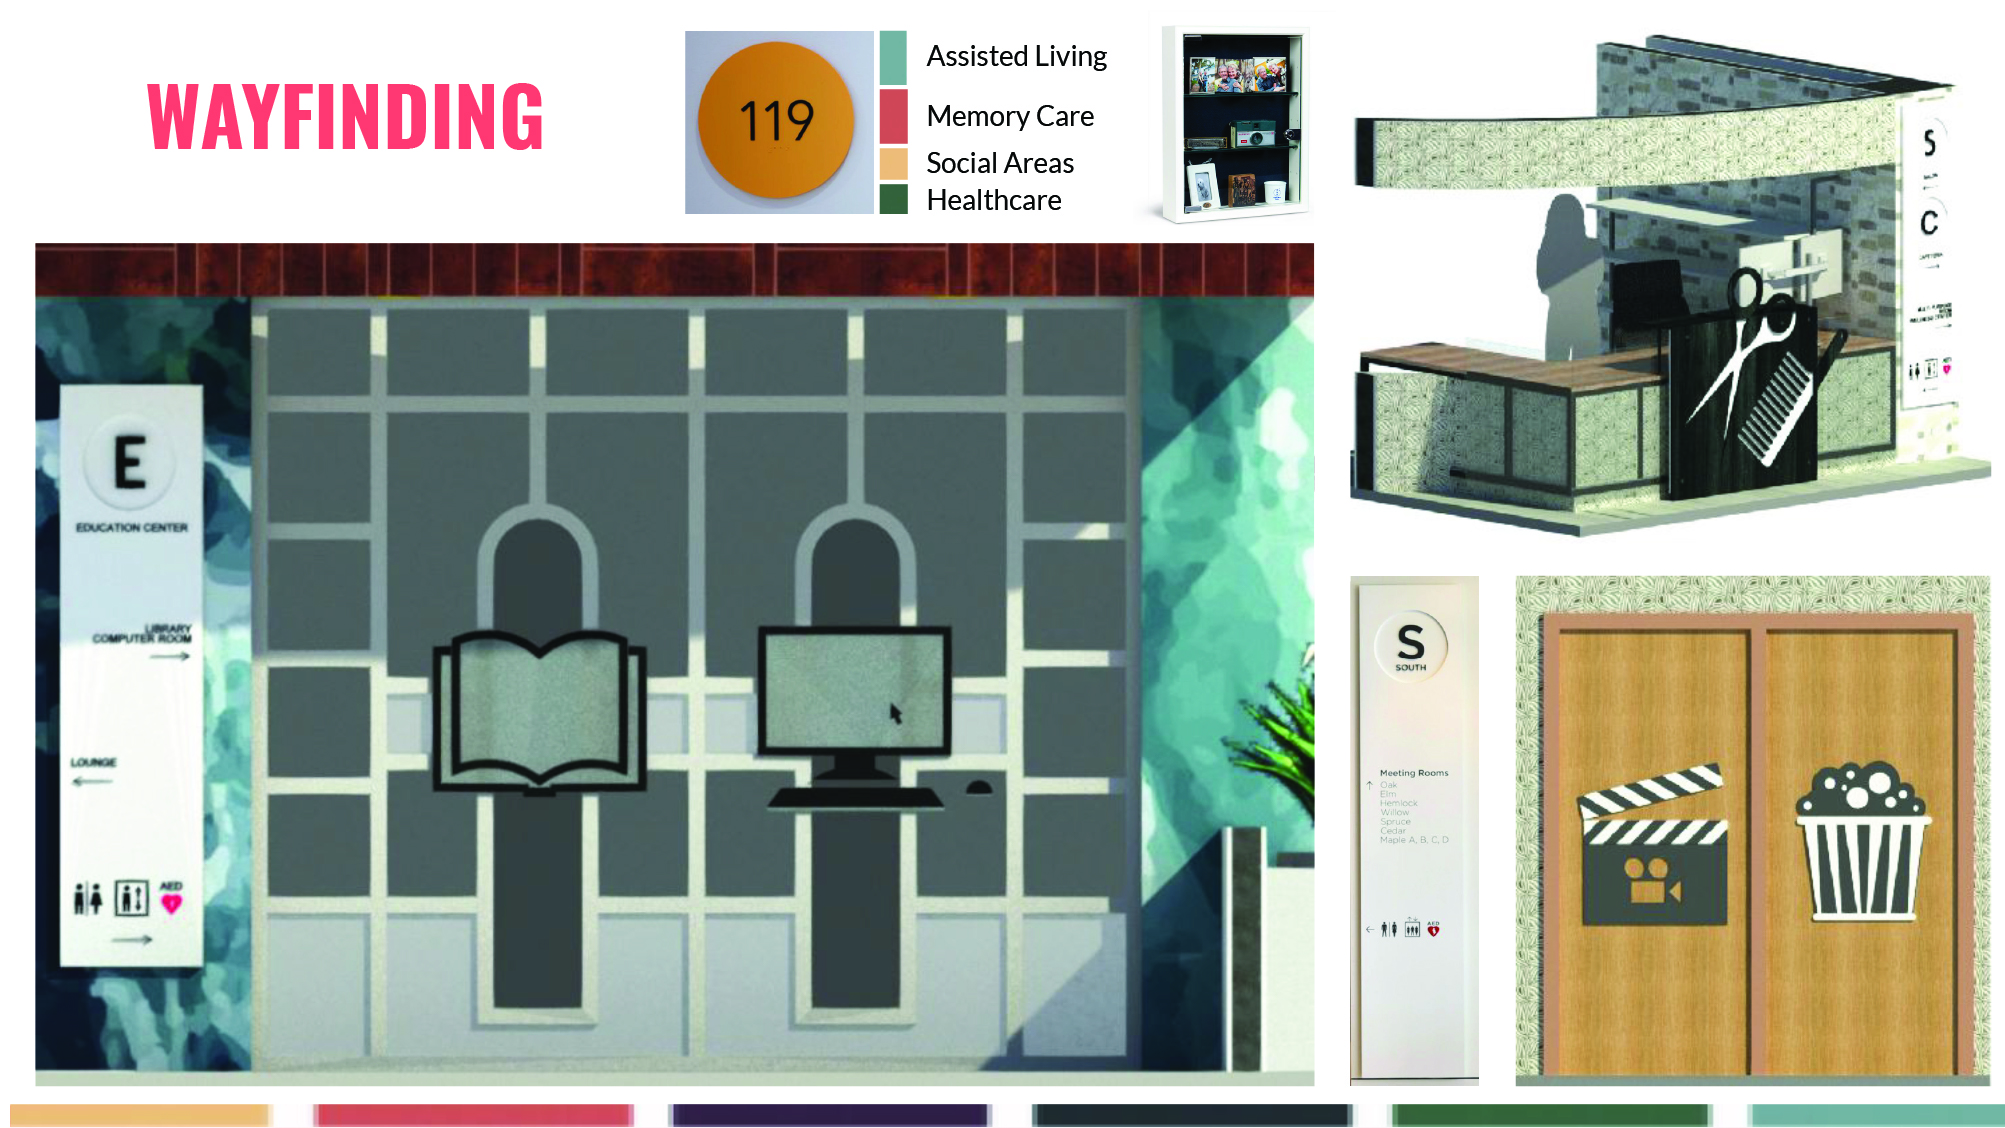 WAYFINDING
119
Assisted Living
Memory Care
Social Areas
Healthcare
E
EDUCATION CENTER
LIBRARY
COMPUTER ROOM
LOUNGE
AED
S
C
AED
S
SOUTH
Meeting Rooms
Oak
Elm
Hemlock
Willow
Spruce
Cedar
Maple A, B, C, D
AED